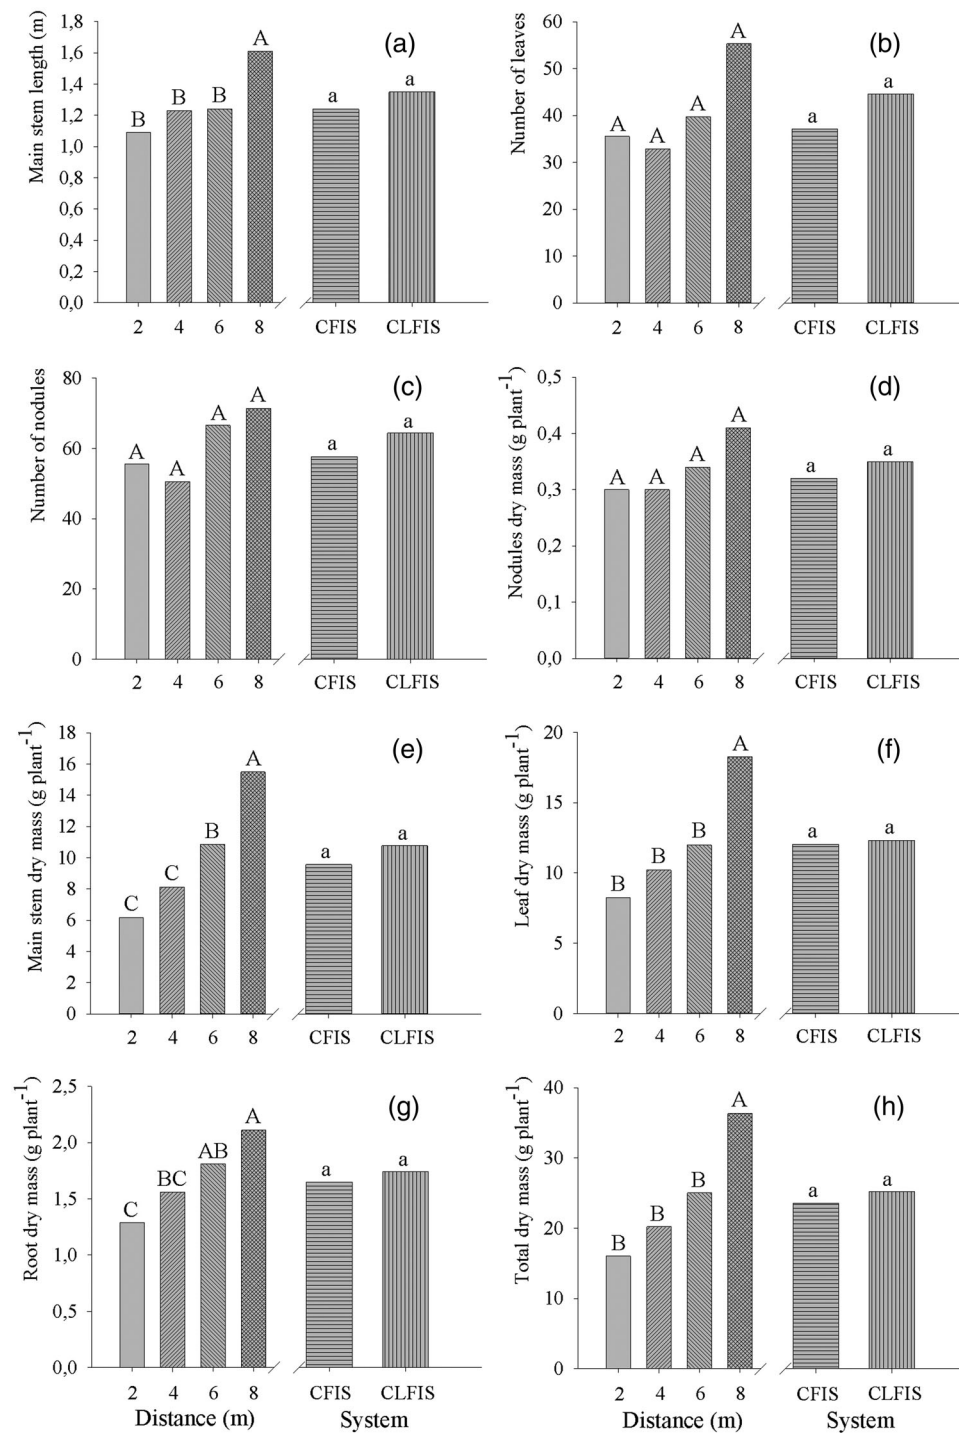 Main stem length (m)
1,8
1,6
1,4
1,2
1,0
0,8
0,6
0,4
0,2
0,0
(a)
B
B
B
A
a
a
2
4
6
8
CFIS
CLFIS
Number of leaves
60
50
40
30
20
10
0
(b)
A
A
A
A
a
a
2
4
6
8
CFIS
CLFIS
Number of nodules
80
60
40
20
0
(c)
A
A
A
A
a
a
2
4
6
8
CFIS
CLFIS
Nodules dry mass (g plant⁻¹)
0,5
0,4
0,3
0,2
0,1
0,0
(d)
A
A
A
A
a
a
2
4
6
8
CFIS
CLFIS
Main stem dry mass (g plant⁻¹)
18
16
14
12
10
8
6
4
2
0
(e)
C
C
B
A
a
a
2
4
6
8
CFIS
CLFIS
Leaf dry mass (g plant⁻¹)
20
15
10
5
0
(f)
B
B
B
A
a
a
2
4
6
8
CFIS
CLFIS
Root dry mass (g plant⁻¹)
2,5
2,0
1,5
1,0
0,5
0,0
(g)
C
BC
AB
A
a
a
2
4
6
8
CFIS
CLFIS
Distance (m)
System
Total dry mass (g plant⁻¹)
40
30
20
10
0
(h)
B
B
B
A
a
a
2
4
6
8
CFIS
CLFIS
Distance (m)
System